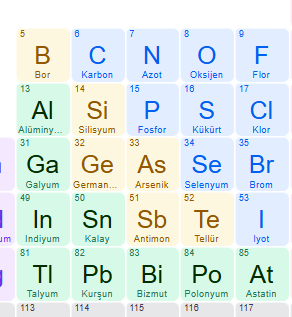 5 6 7 8 9
B C N O F
Bor Karbon Azot Oksijen Flor
13 14 15 16 17
Al Si P S Cl
Alüminy... Silisyum Fosfor Kükürt Klor
31 32 33 34 35
Ga Ge As Se Br
Galyum German... Arsenik Selenyum Brom
49 50 51 52 53
In Sn Sb Te I
Indiyum Kalay Antimon Tellür Iyot
81 82 83 84 85
Tl Pb Bi Po At
Talyum Kurşun Bizmut Polonyum Astatin
113 114 115 116 117